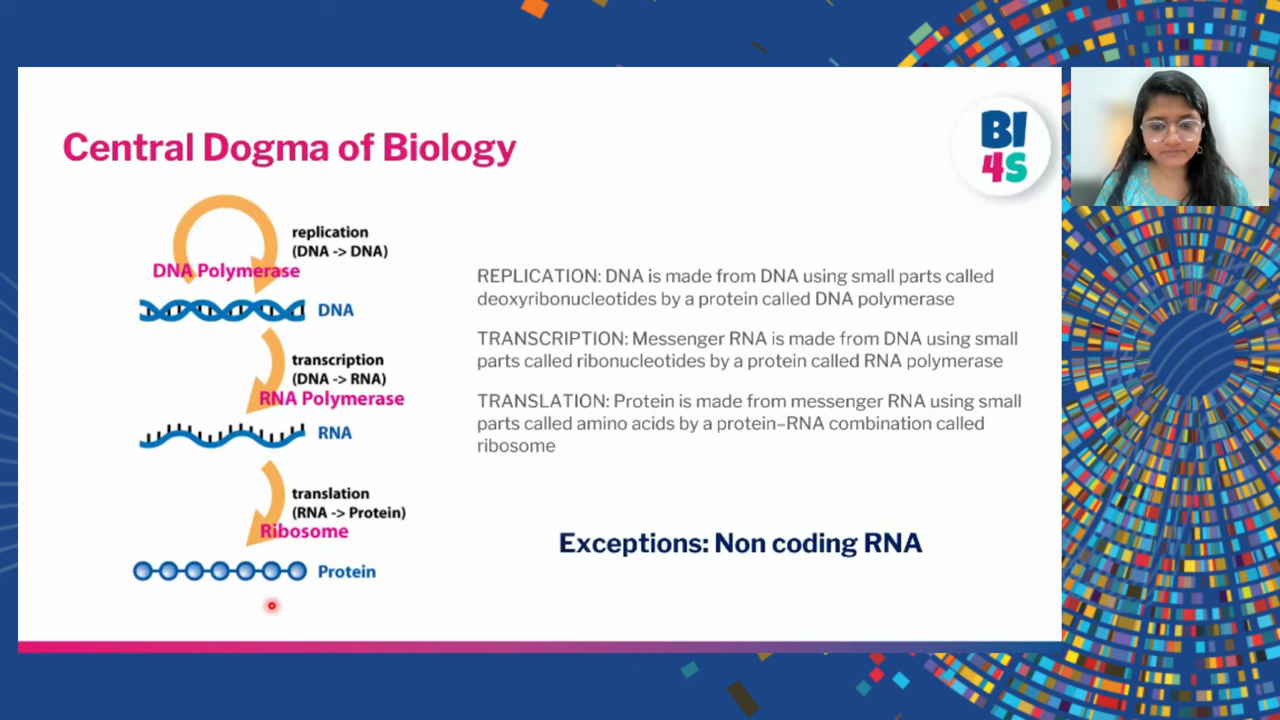 Central Dogma of Biology
BI
4S
replication
(DNA -> DNA)
DNA Polymerase
DNA
transcription
(DNA -> RNA)
RNA Polymerase
RNA
translation
(RNA -> Protein)
Ribosome
Protein
REPLICATION: DNA is made from DNA using small parts called
deoxyribonucleotides by a protein called DNA polymerase
TRANSCRIPTION: Messenger RNA is made from DNA using small
parts called ribonucleotides by a protein called RNA polymerase
TRANSLATION: Protein is made from messenger RNA using small
parts called amino acids by a protein–RNA combination called
ribosome
Exceptions: Non coding RNA